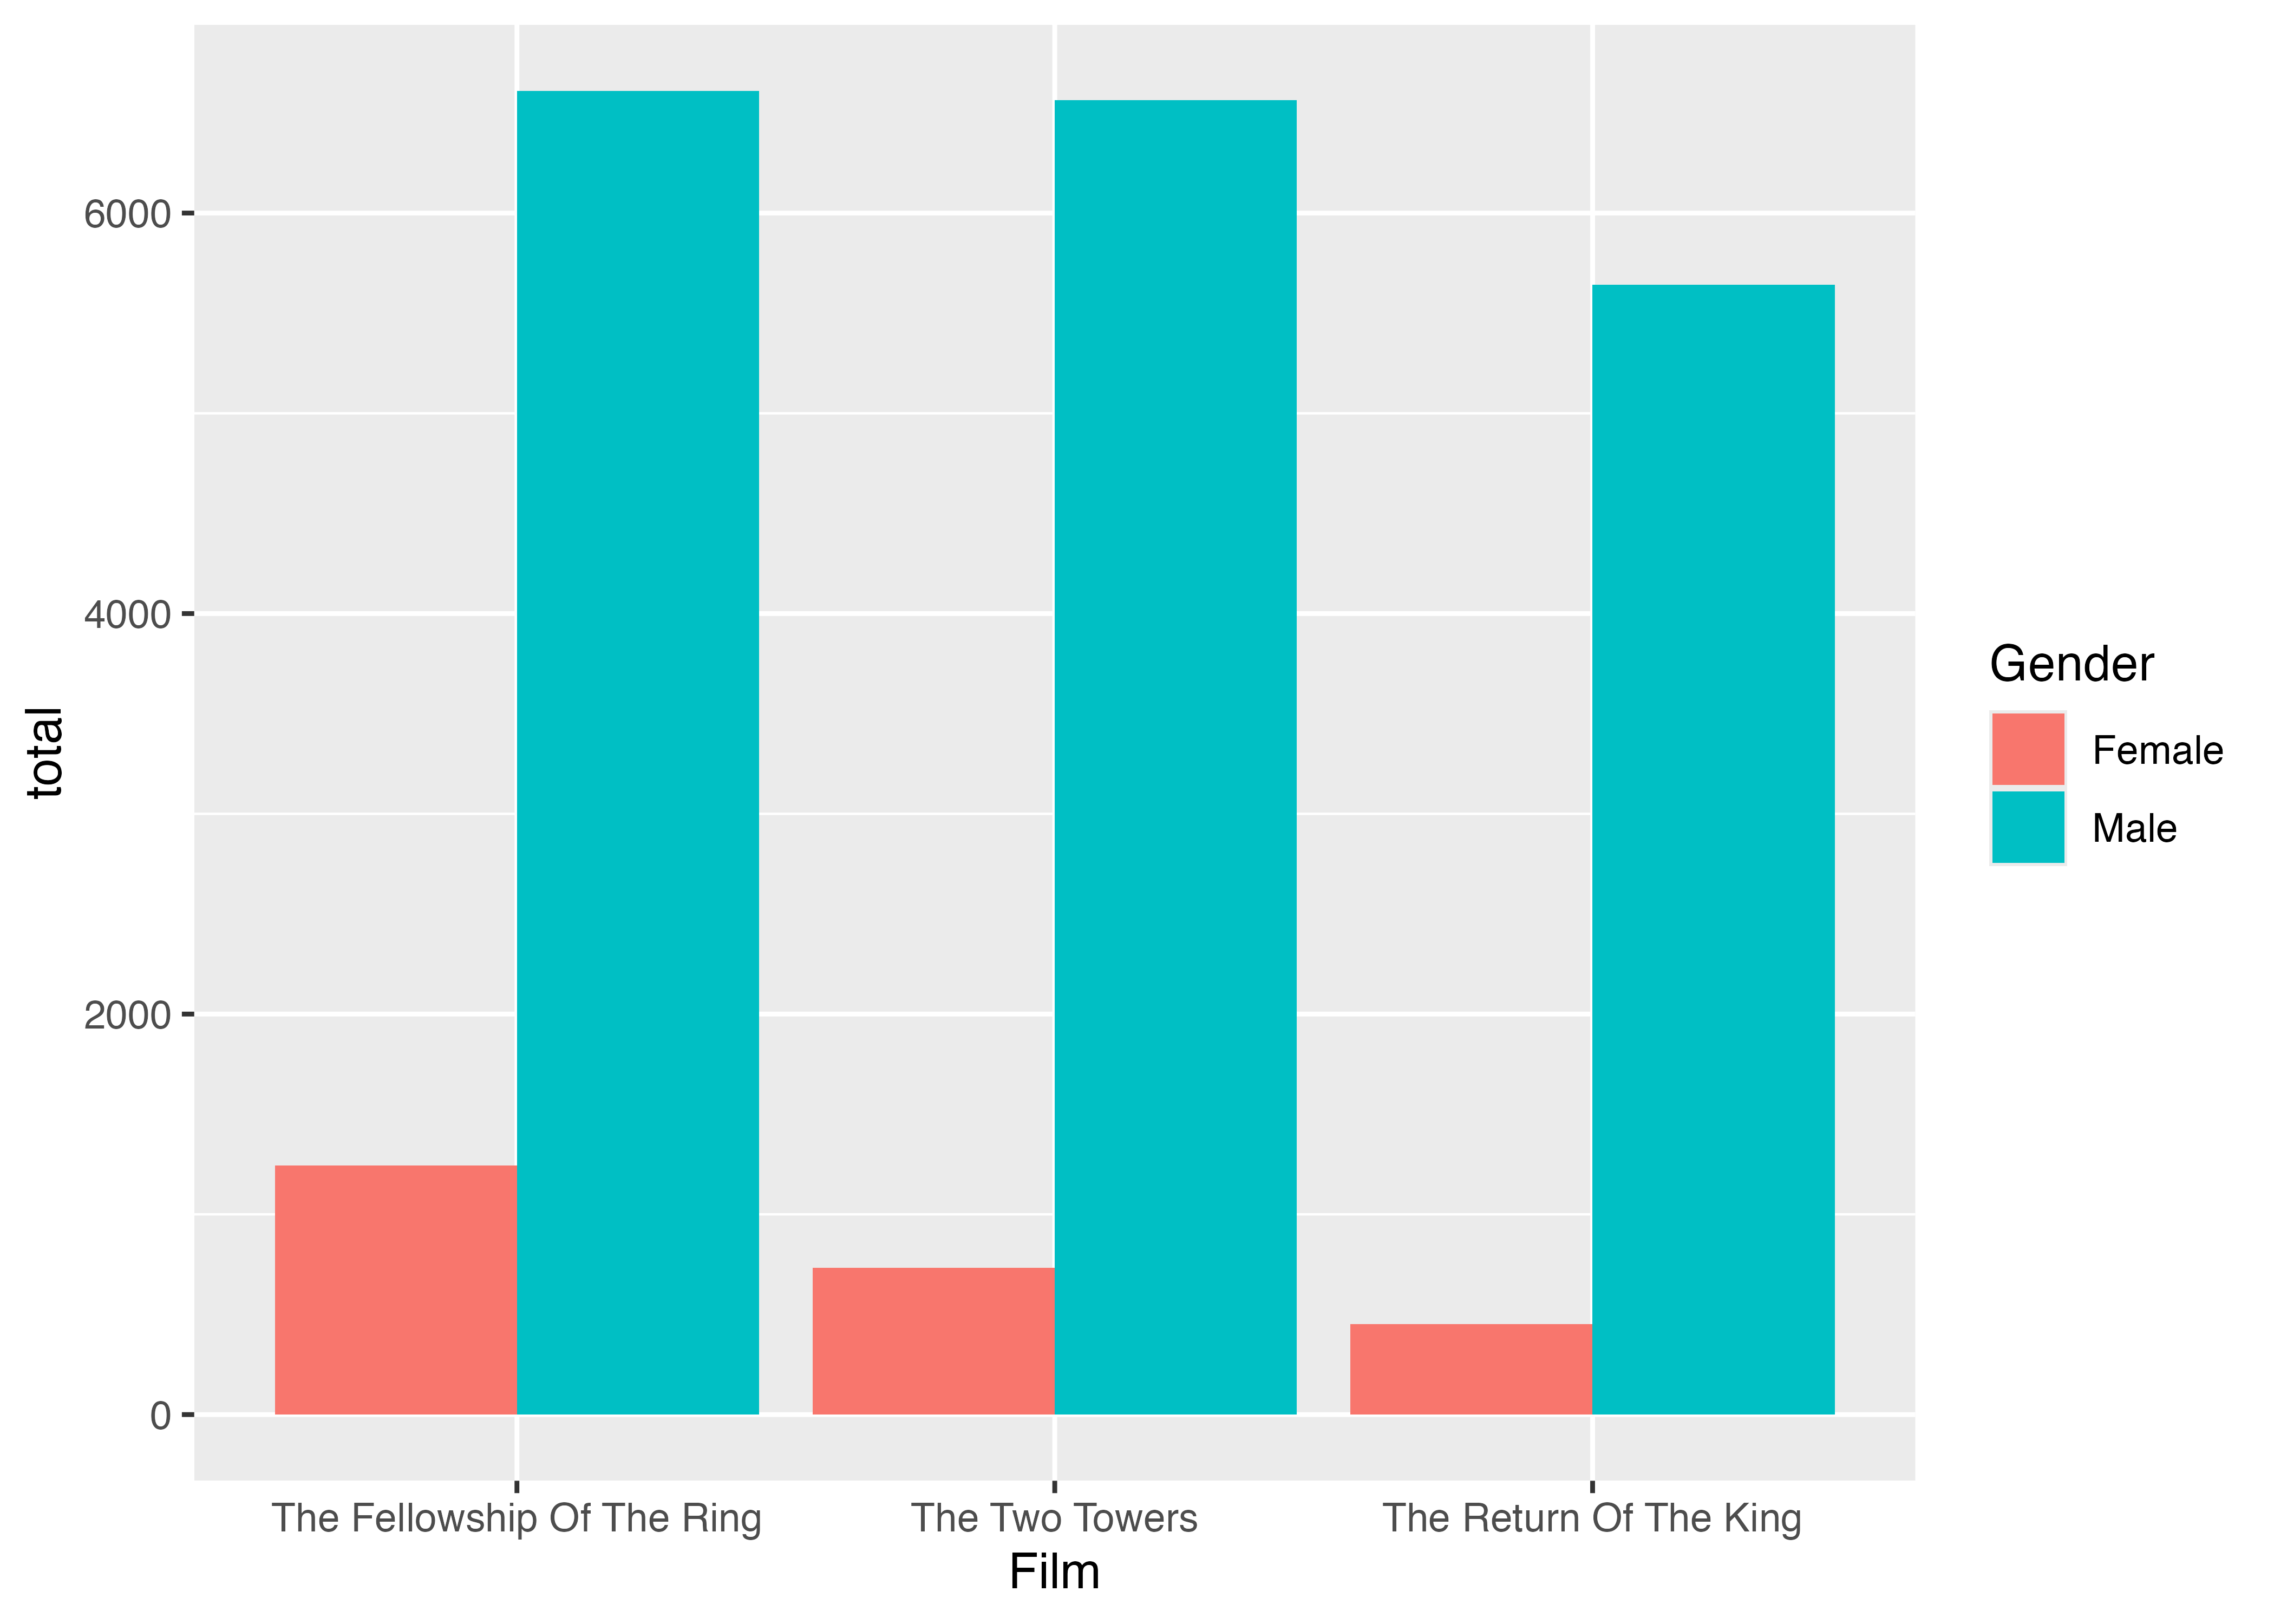 total
6000
4000
2000
0
The Fellowship Of The Ring
The Two Towers
The Return Of The King
Film
Gender
Female
Male